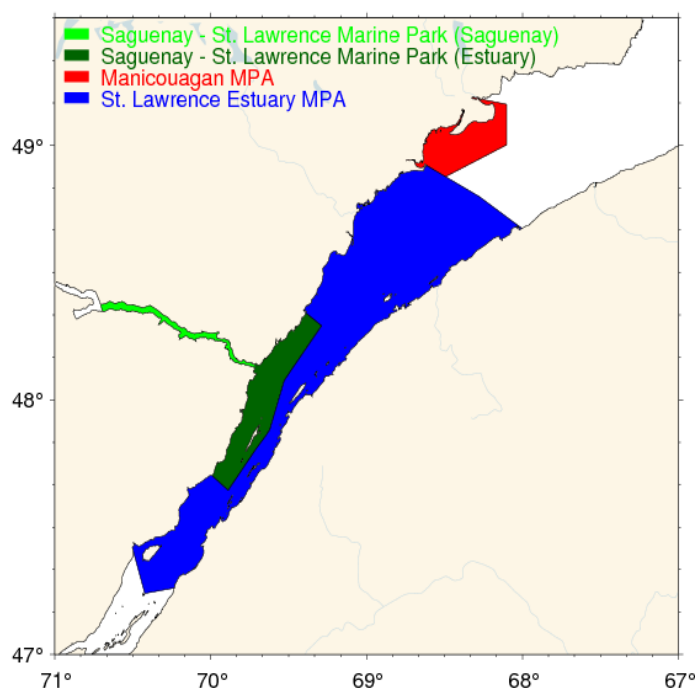 Saguenay - St. Lawrence Marine Park (Saguenay)
Saguenay - St. Lawrence Marine Park (Estuary)
Manicouagan MPA
St. Lawrence Estuary MPA
49°
48°
47°
71° 70° 69° 68° 67°